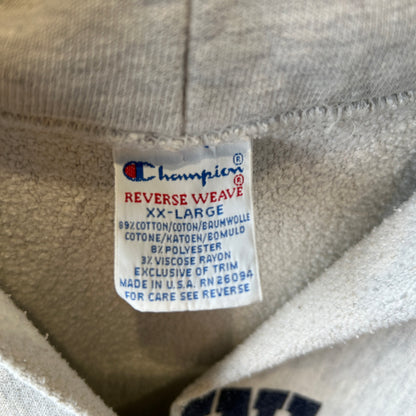 Champion®
REVERSE WEAVE®
XX-LARGE
89%COTTON/COTON/BAUMWOLLE
COTONE/KATOEN/BOMULD
8%POLYESTER
3% VISCOSE RAYON
EXCLUSIVE OF TRIM
MADE IN U.S.A. RN 26094
FOR CARE SEE REVERSE